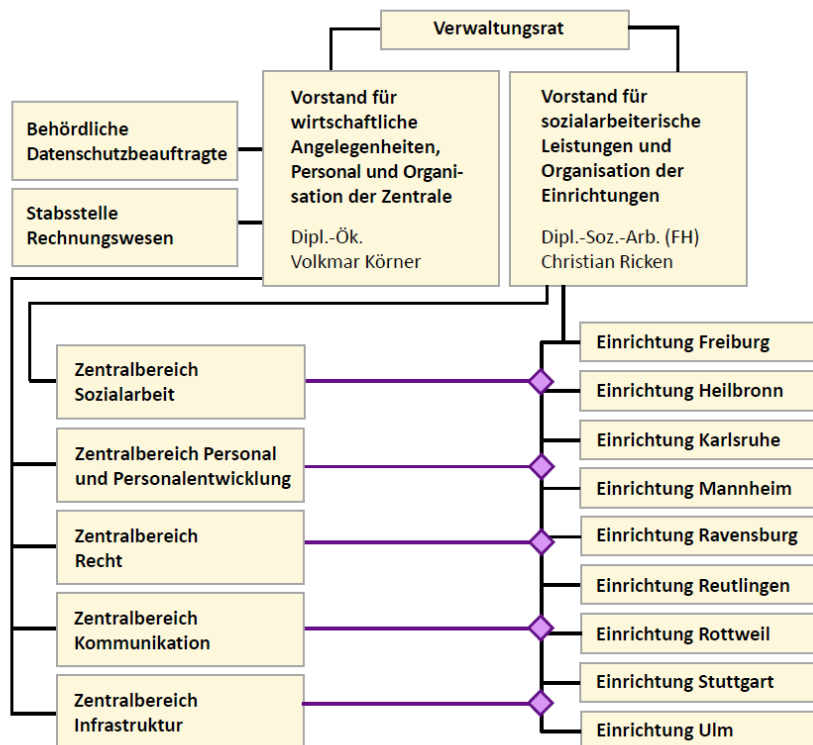 Verwaltungsrat
Vorstand für
wirtschaftliche
Angelegenheiten,
Personal und Organi-
sation der Zentrale
Dipl.-Ök.
Volkmar Körner
Vorstand für
sozialarbeiterische
Leistungen und
Organisation der
Einrichtungen
Dipl.-Soz.-Arb. (FH)
Christian Ricken
Behördliche
Datenschutzbeauftragte
Stabsstelle
Rechnungswesen
Zentralbereich
Sozialarbeit
Zentralbereich Personal
und Personalentwicklung
Zentralbereich
Recht
Zentralbereich
Kommunikation
Zentralbereich
Infrastruktur
Einrichtung Freiburg
Einrichtung Heilbronn
Einrichtung Karlsruhe
Einrichtung Mannheim
Einrichtung Ravensburg
Einrichtung Reutlingen
Einrichtung Rottweil
Einrichtung Stuttgart
Einrichtung Ulm